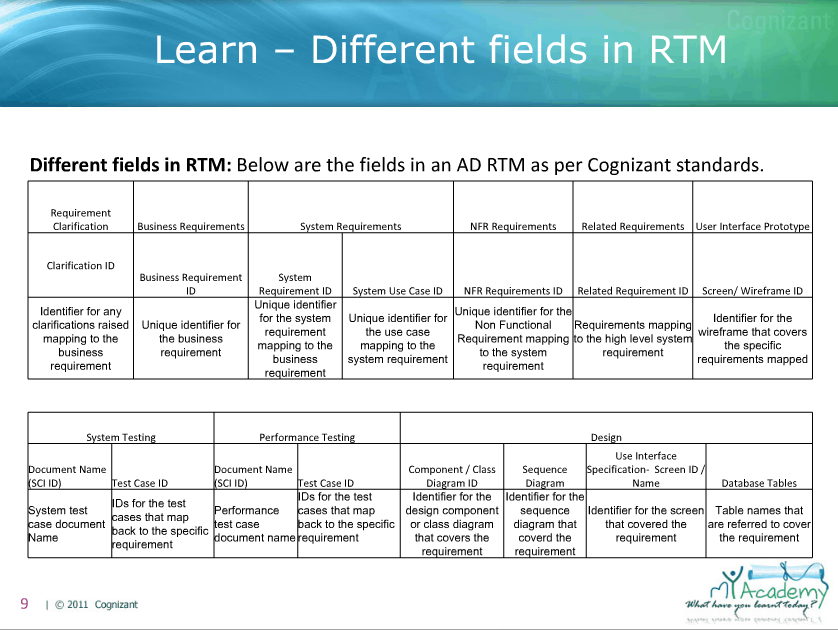 Cognizant
ACADEMY
Learn – Different fields in RTM
Different fields in RTM: Below are the fields in an AD RTM as per Cognizant standards.
Requirement
Clarification
Business Requirements
System Requirements
NFR Requirements
Related Requirements
User Interface Prototype
Clarification ID
Business Requirement
ID
System
Requirement ID
System Use Case ID
NFR Requirements ID
Related Requirement ID
Screen/ Wireframe ID
Identifier for any
clarifications raised
mapping to the
business
requirement
Unique identifier for
the business
requirement
Unique identifier
for the system
requirement
mapping to the
business
requirement
Unique identifier for
the use case
mapping to the
system requirement
Unique identifier for the
Non Functional
Requirement mapping
to the system
requirement
Requirements mapping
to the high level system
requirement
Identifier for the
wireframe that covers
the specific
requirements mapped
System Testing
Performance Testing
Design
Document Name
(SCI ID)
Test Case ID
Document Name
(SCI ID)
Test Case ID
Component / Class
Diagram ID
Sequence
Diagram
Use Interface
Specification- Screen ID /
Name
Database Tables
System test
case document
Name
IDs for the test
cases that map
back to the specific
requirement
Performance
test case
document name
IDs for the test
cases that map
back to the specific
requirement
Identifier for the
design component
or class diagram
that covers the
requirement
Identifier for the
sequence
diagram that
coverd the
requirement
Identifier for the screen
that covered the
requirement
Table names that
are referred to cover
the requirement
9 | © 2011 Cognizant
my Academy
What have you learnt today?